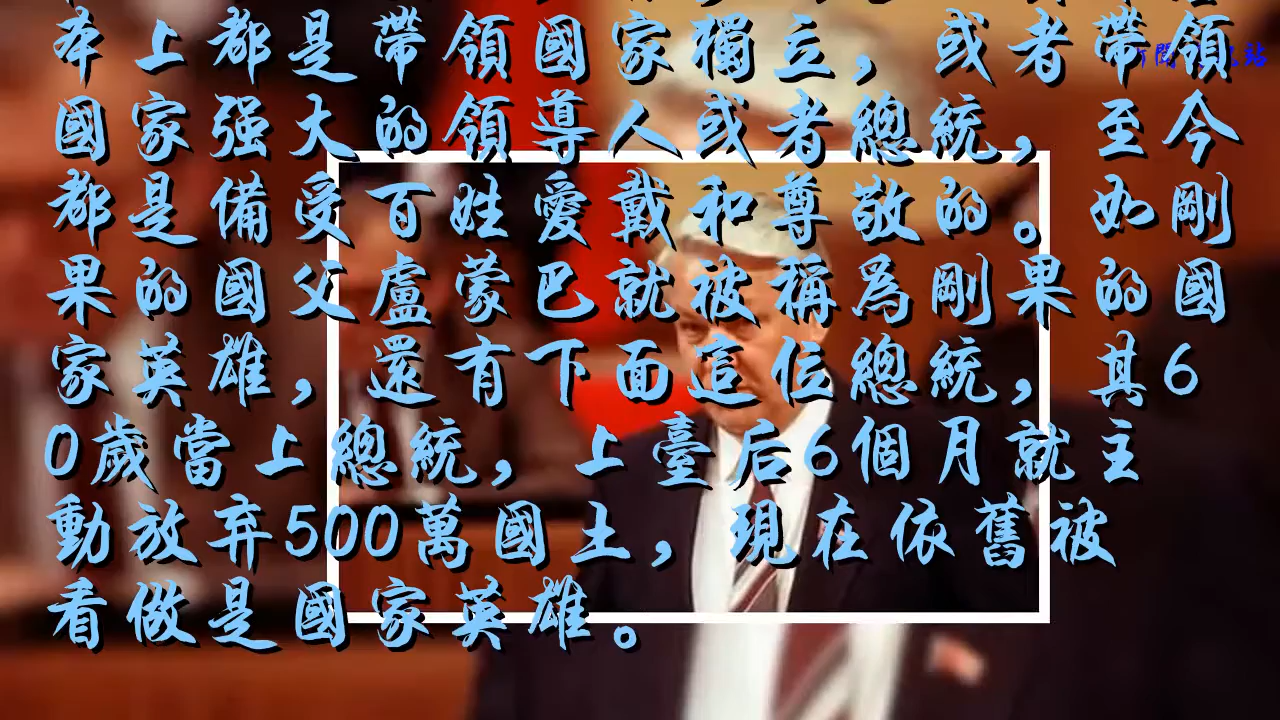 本上都是帶領國家獨立，或者帶領
國家强大的領導人或者總統，至今
都是備受百姓愛戴和尊敬的。如剛
果的國父盧蒙巴就被稱爲剛果的國
家英雄，還有下面這位總統，其6
0歲當上總統，上臺后6個月就主
動放弃500萬國土，現在依舊被
看做是國家英雄。